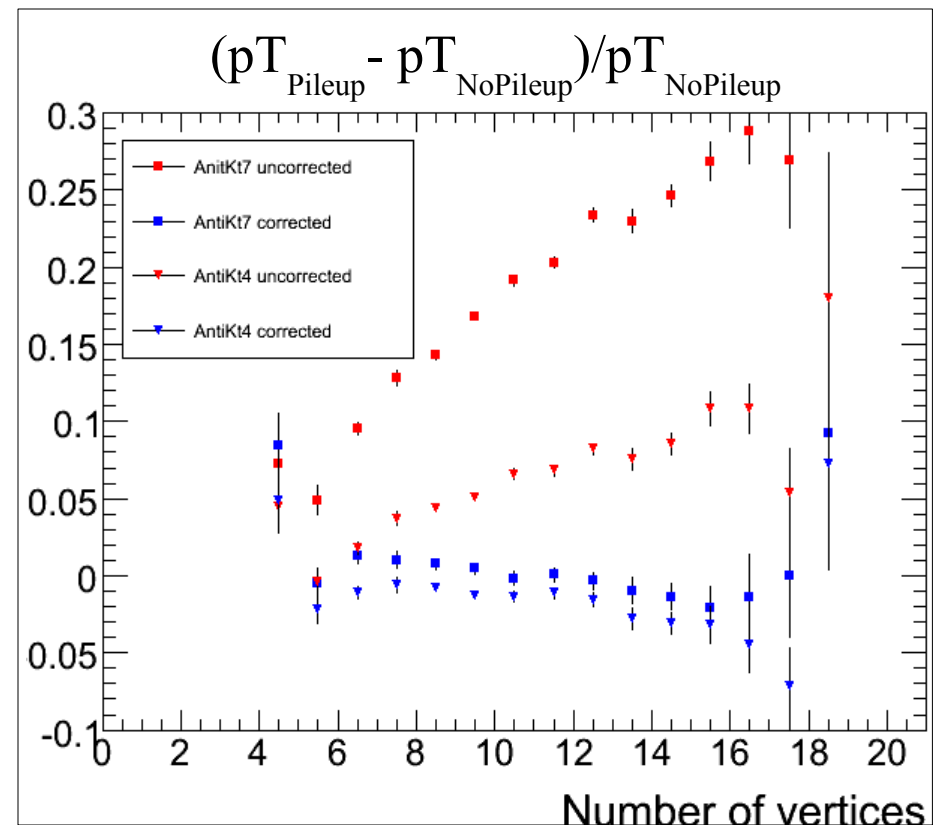 (pT_Pileup - pT_NoPileup)/pT_NoPileup
0.3
AnitKt7 uncorrected
AntiKt7 corrected
AntiKt4 uncorrected
AntiKt4 corrected
0.25
0.2
0.15
0.1
0.05
0
0.05
-0.1
0 2 4 6 8 10 12 14 16 18 20
Number of vertices